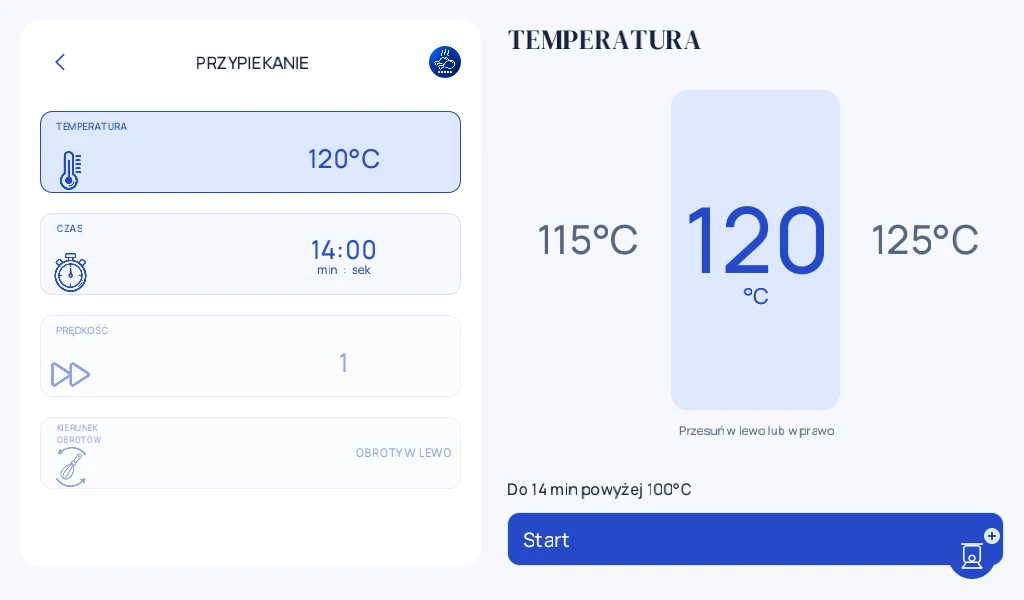 PRZYPIEKANIE
TEMPERATURA
120°C
CZAS
14:00
min : sek
PRĘDKOŚĆ
1
KIERUNEK
OBROTÓW
OBROTY W LEWO
TEMPERATURA
115°C
120
°C
125°C
Przesuń w lewo lub w prawo
Do 14 min powyżej 100°C
Start